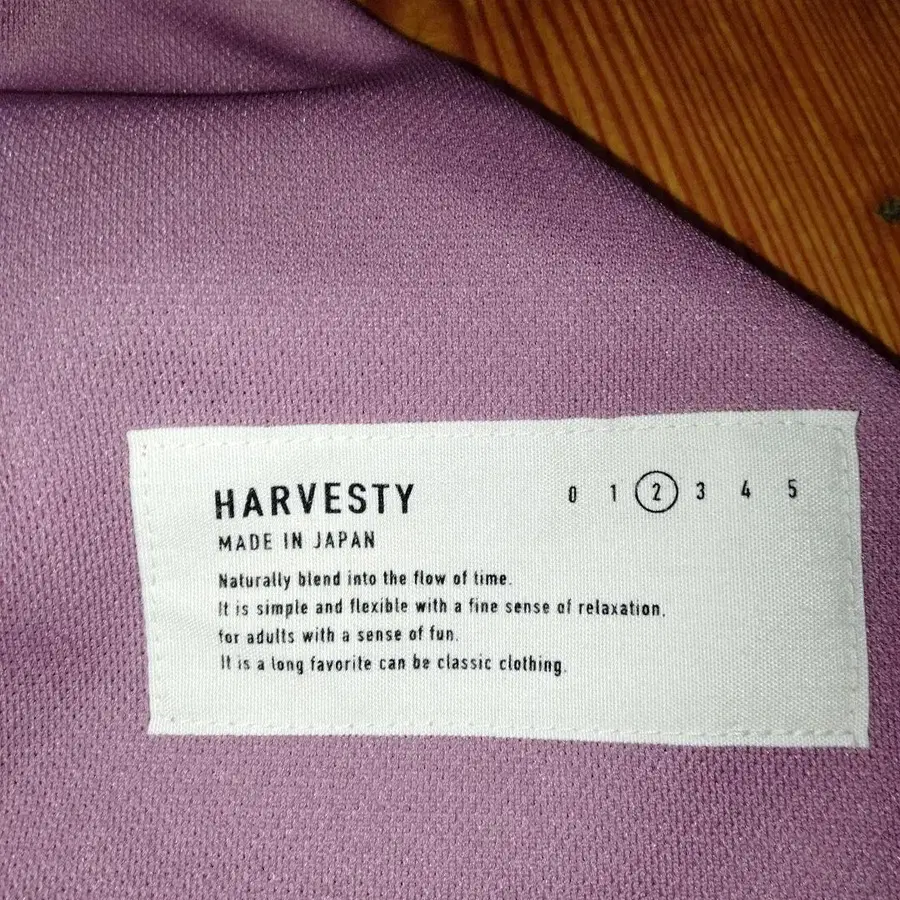 HARVESTY 0 1 2 3 4 5
MADE IN JAPAN
Naturally blend into the flow of time.
It is simple and flexible with a fine sense of relaxation,
for adults with a sense of fun.
It is a long favorite can be classic clothing.